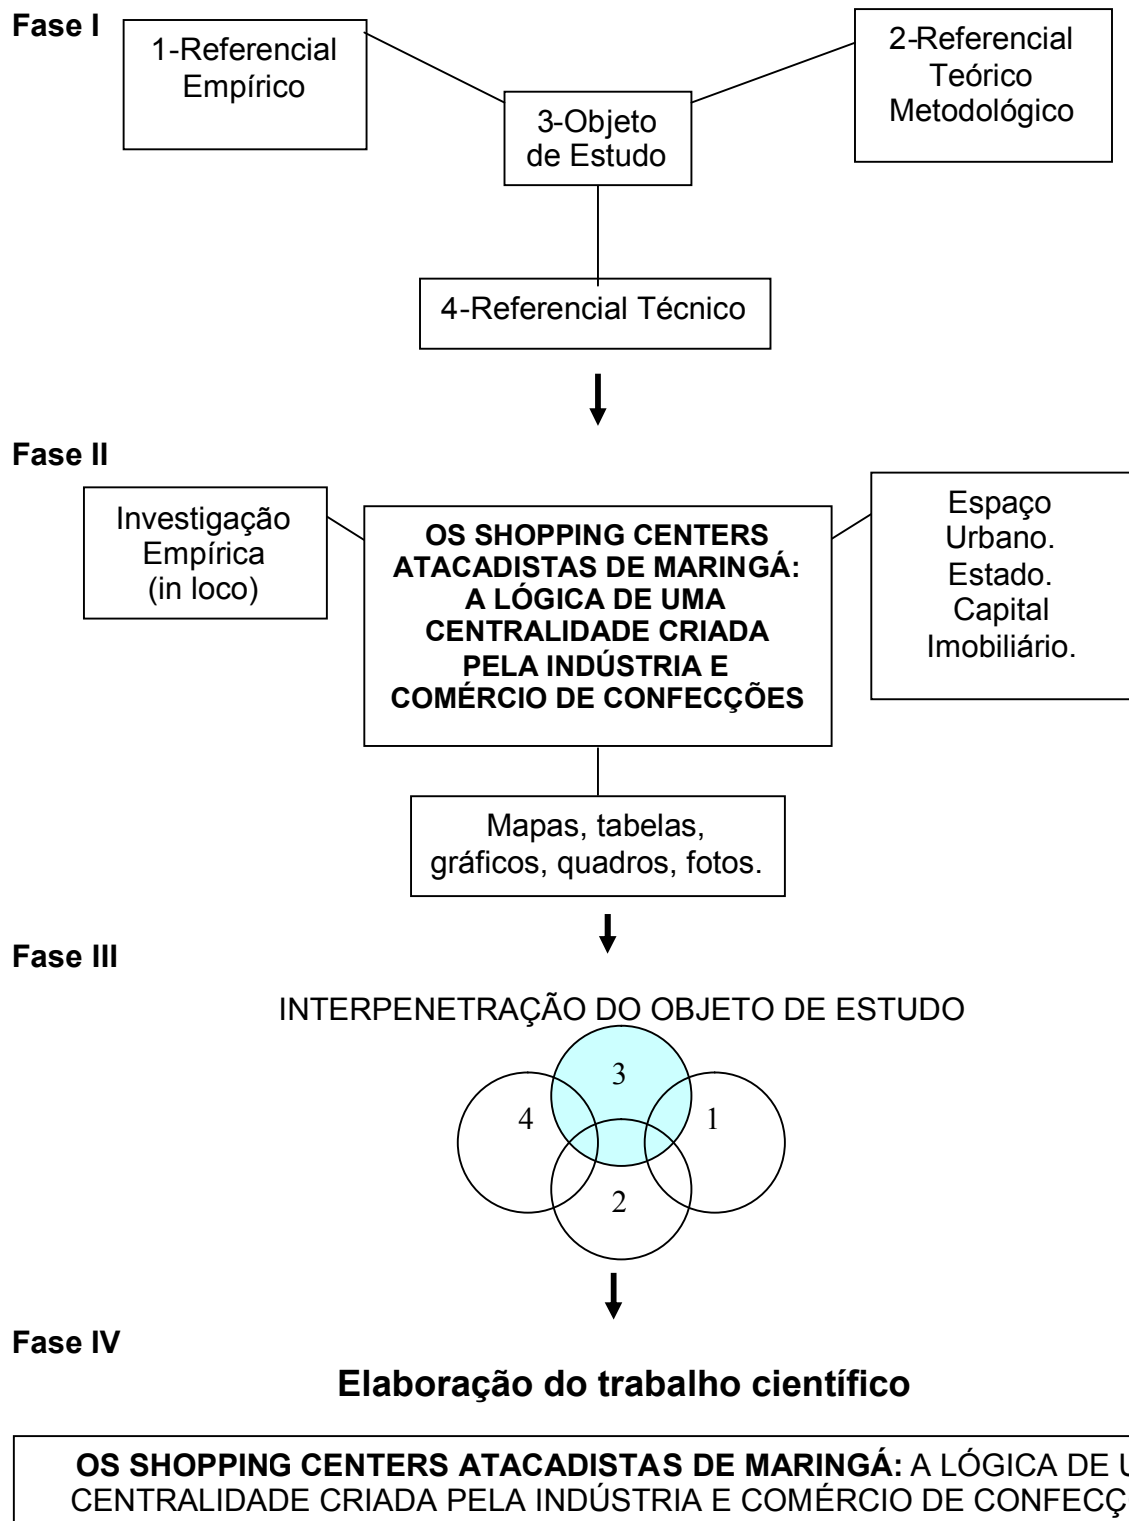 Fase I
1-Referencial
Empírico
2-Referencial
Teórico
Metodológico
3-Objeto
de Estudo
4-Referencial Técnico
Fase II
Investigação
Empírica
(in loco)
OS SHOPPING CENTERS
ATACADISTAS DE MARINGÁ:
A LÓGICA DE UMA
CENTRALIDADE CRIADA
PELA INDÚSTRIA E
COMÉRCIO DE CONFECÇÕES
Espaço
Urbano.
Estado.
Capital
Imobiliário.
Mapas, tabelas,
gráficos, quadros, fotos.
Fase III
INTERPENETRAÇÃO DO OBJETO DE ESTUDO
3
4
1
2
Fase IV
Elaboração do trabalho científico
OS SHOPPING CENTERS ATACADISTAS DE MARINGÁ: A LÓGICA DE
CENTRALIDADE CRIADA PELA INDÚSTRIA E COMÉRCIO DE